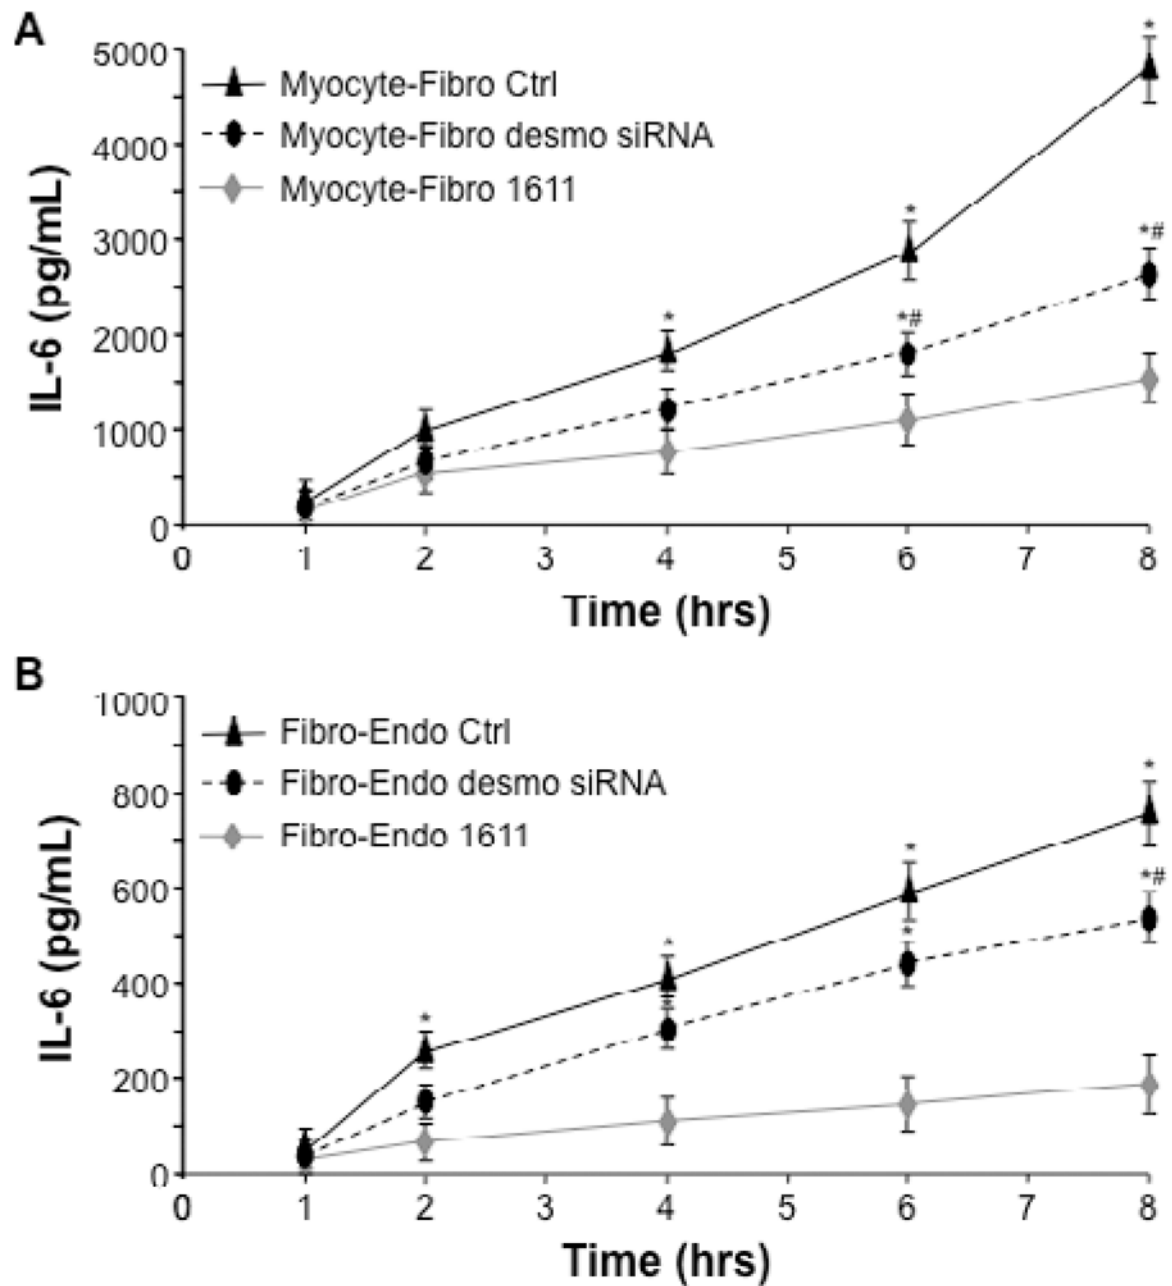 A
5000
4000
3000
2000
1000
0
IL-6 (pg/mL)
Myocyte-Fibro Ctrl
Myocyte-Fibro desmo siRNA
Myocyte-Fibro 1611
*
*
*#
*
*#
0 1 2 3 4 5 6 7 8
Time (hrs)
B
1000
800
600
400
200
0
IL-6 (pg/mL)
Fibro-Endo Ctrl
Fibro-Endo desmo siRNA
Fibro-Endo 1611
*
*
*
*
*
*
*#
0 1 2 3 4 5 6 7 8
Time (hrs)